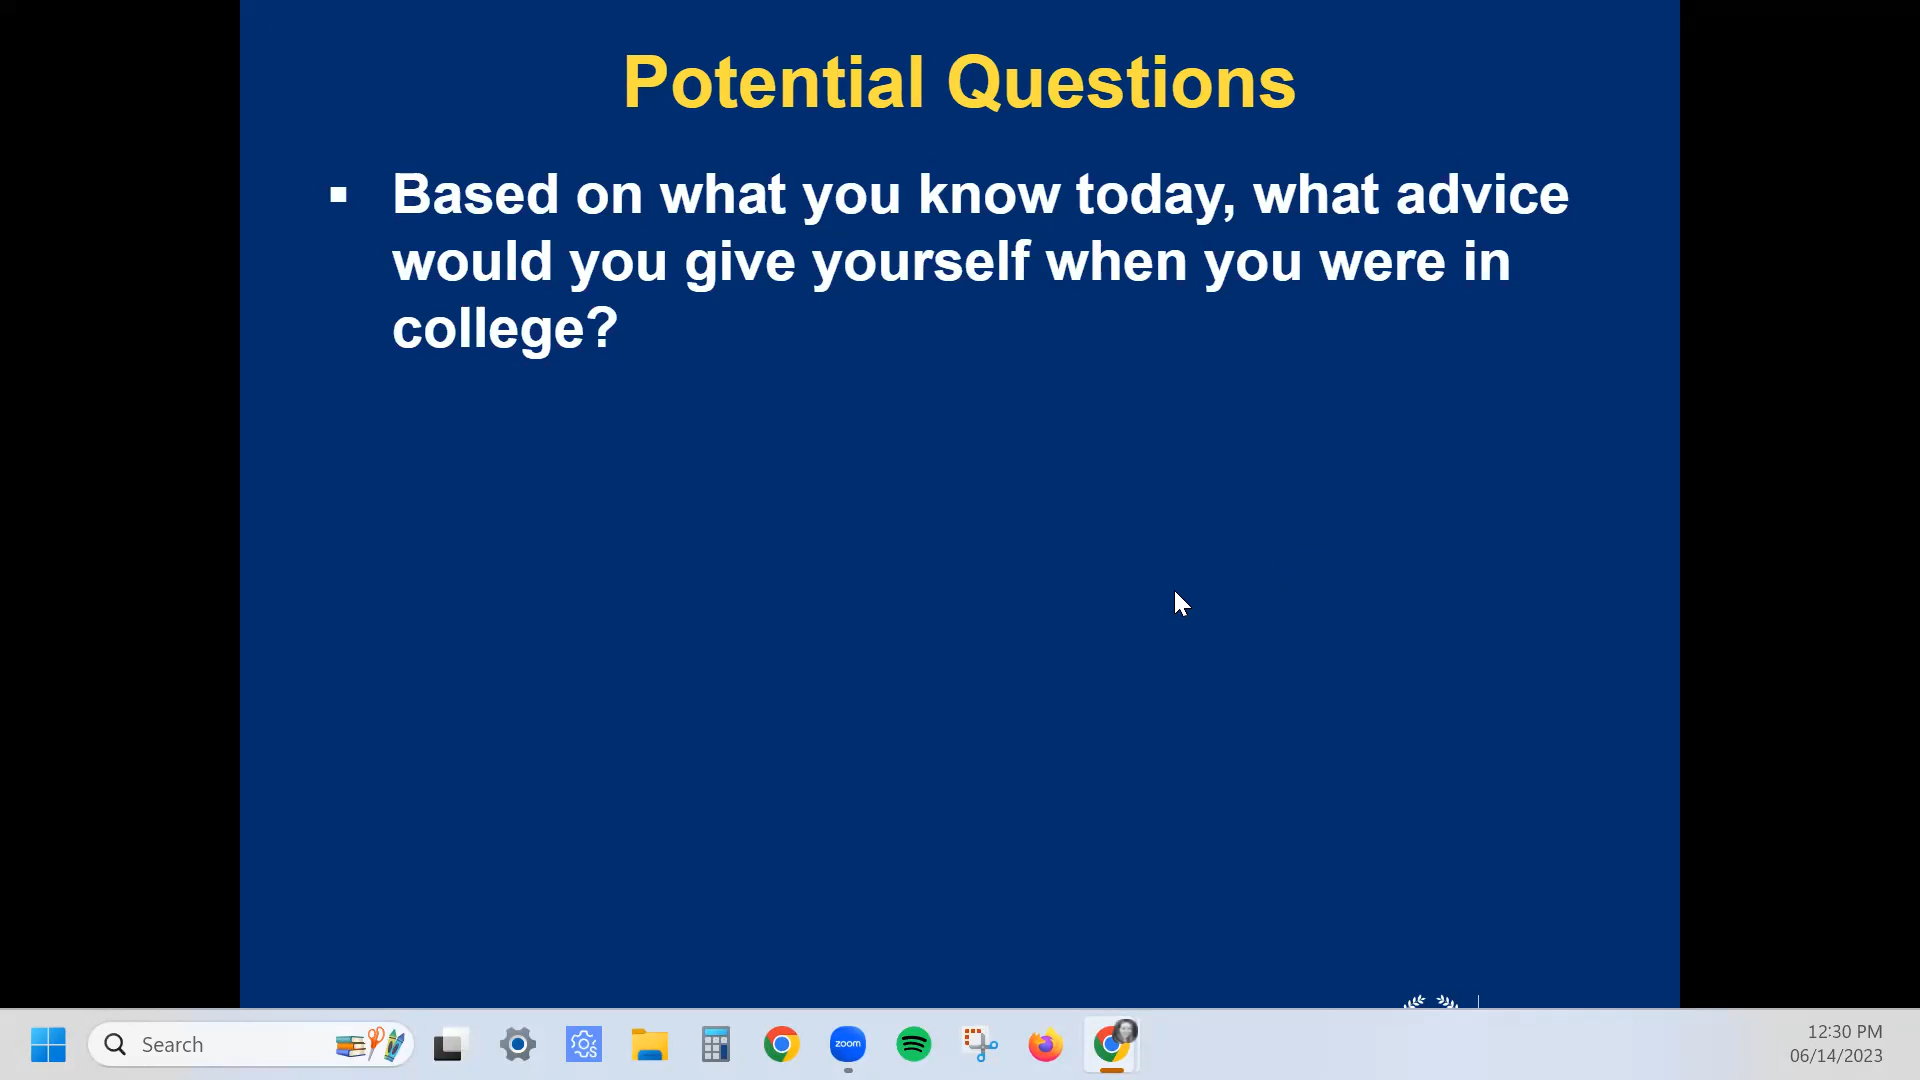 Potential Questions
▪ Based on what you know today, what advice
would you give yourself when you were in
college?
Search
zoom
12:30 PM
06/14/2023